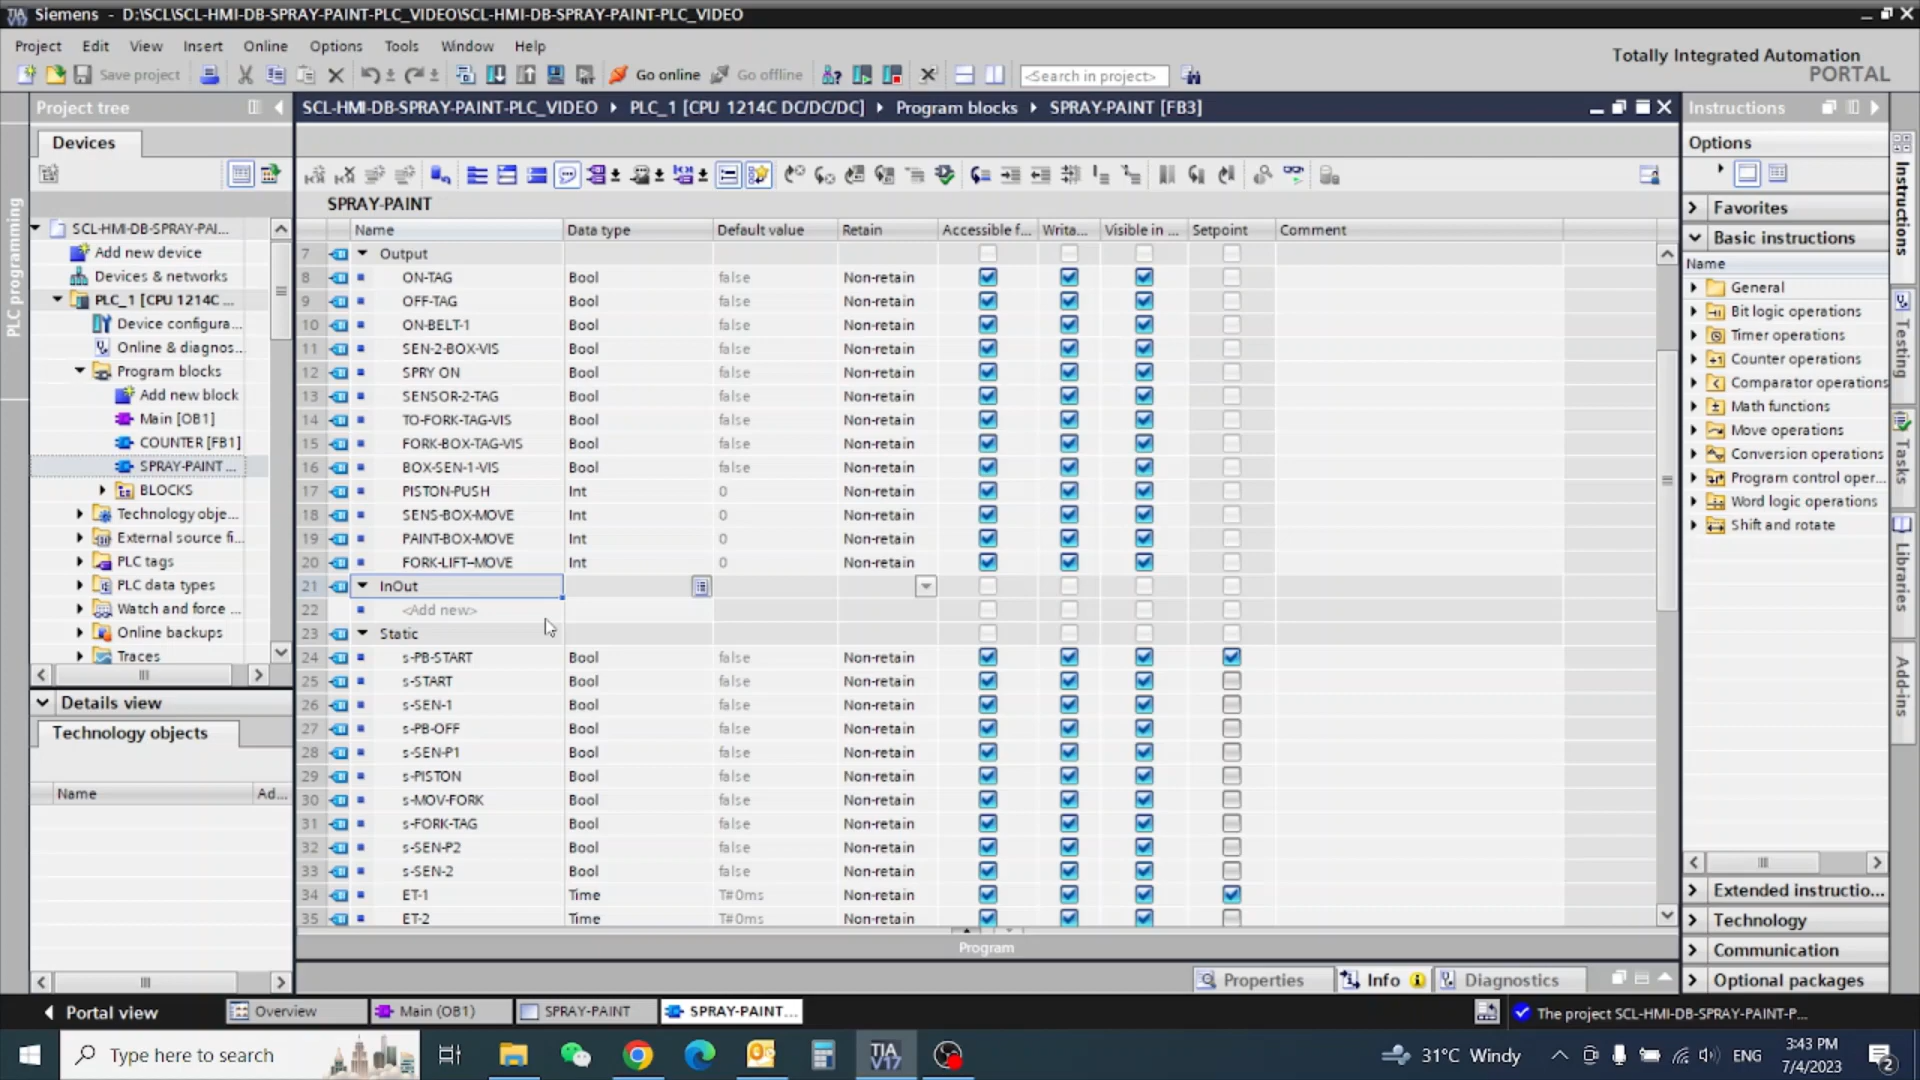 Siemens - D:\SCL\SCL-HMI-DB-SPRAY-PAINT-PLC_VIDEO\SCL-HMI-DB-SPRAY-PAINT-PLC_VIDEO
Project Edit View Insert Online Options Tools Window Help
Totally Integrated Automation
PORTAL
Save project
Go online
Go offline
<Search in project>
Project tree
SCL-HMI-DB-SPRAY-PAINT-PLC_VIDEO PLC_1 [CPU 1214C DC/DC/DC] Program blocks SPRAY-PAINT [FB3]
Instructions
Devices
Options
PLC programming
SPRAY-PAINT
SCL-HMI-DB-SPRAY-PAI...
Add new device
Devices & networks
PLC_1 [CPU 1214C ...
Device configura...
Online & diagnos...
Program blocks
Add new block
Main [OB1]
COUNTER [FB1]
SPRAY-PAINT ...
BLOCKS
Technology obje...
External source fi...
PLC tags
PLC data types
Watch and force ...
Online backups
Traces
Details view
Technology objects
Name Ad...
Name Data type Default value Retain Accessible f... Writa... Visible in ... Setpoint Comment
7 Output
8 ON-TAG Bool false Non-retain
9 OFF-TAG Bool false Non-retain
10 ON-BELT-1 Bool false Non-retain
11 SEN-2-BOX-VIS Bool false Non-retain
12 SPRY ON Bool false Non-retain
13 SENSOR-2-TAG Bool false Non-retain
14 TO-FORK-TAG-VIS Bool false Non-retain
15 FORK-BOX-TAG-VIS Bool false Non-retain
16 BOX-SEN-1-VIS Bool false Non-retain
17 PISTON-PUSH Int 0 Non-retain
18 SENS-BOX-MOVE Int 0 Non-retain
19 PAINT-BOX-MOVE Int 0 Non-retain
20 FORK-LIFT--MOVE Int 0 Non-retain
21 InOut
22 <Add new>
23 Static
24 s-PB-START Bool false Non-retain
25 s-START Bool false Non-retain
26 s-SEN-1 Bool false Non-retain
27 s-PB-OFF Bool false Non-retain
28 s-SEN-P1 Bool false Non-retain
29 s-PISTON Bool false Non-retain
30 s-MOV-FORK Bool false Non-retain
31 s-FORK-TAG Bool false Non-retain
32 s-SEN-P2 Bool false Non-retain
33 s-SEN-2 Bool false Non-retain
34 ET-1 Time T#0ms Non-retain
35 ET-2 Time T#0ms Non-retain
Program
Properties Info Diagnostics
Favorites
Basic instructions
Name
General
Bit logic operations
Timer operations
Counter operations
Comparator operations
Math functions
Move operations
Conversion operations
Program control oper...
Word logic operations
Shift and rotate
Extended instructio...
Technology
Communication
Optional packages
Instructions
Testing
Tasks
Libraries
Add-ins
Portal view Overview Main (OB1) SPRAY-PAINT SPRAY-PAINT... The project SCL-HMI-DB-SPRAY-PAINT-P...
Type here to search
TIA
V17
31°C Windy
ENG
3:43 PM
7/4/2023
2